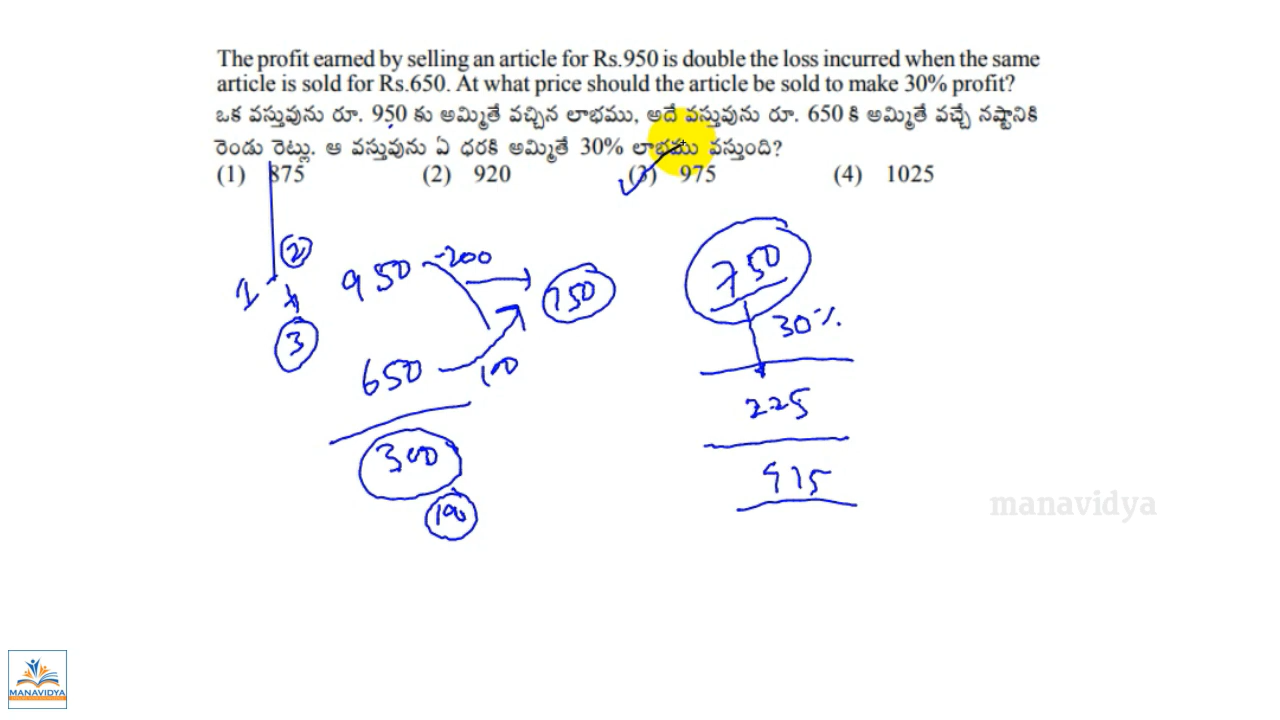 The profit earned by selling an article for Rs.950 is double the loss incurred when the same
article is sold for Rs.650. At what price should the article be sold to make 30% profit?
ఒక వస్తువును రూ. 950 కు అమ్మితే వచ్చిన లాభము, అదే వస్తువును రూ. 650 కి అమ్మితే వచ్చే నష్టానికి
రెండు రెట్లు. ఆ వస్తువును ఏ ధరకి అమ్మితే 30% లాభము వస్తుంది?
(1) 875 (2) 920 (3) 975 (4) 1025
2
1
3
950 -200
750
650 100
300
100
750
30%
225
975
manavidya
MANAVIDYA